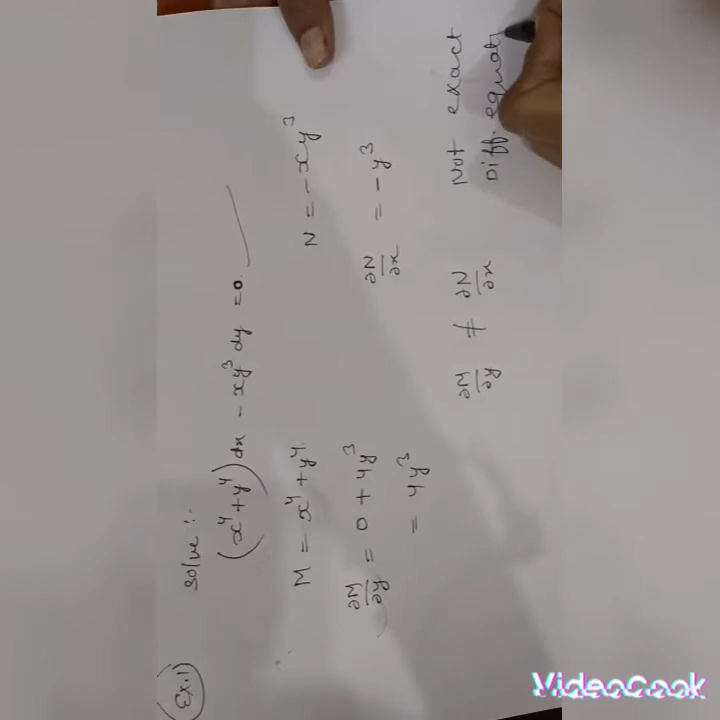 Ex.1
Solve :-
(x⁴+y⁴) dx - xy³ dy = 0.
M = x⁴+y⁴. N = -xy³
∂M/∂y = 0 + 4y³ ∂N/∂x = -y³
= 4y³
∂M/∂y ≠ ∂N/∂x Not exact
Diff. equati
VideoCook